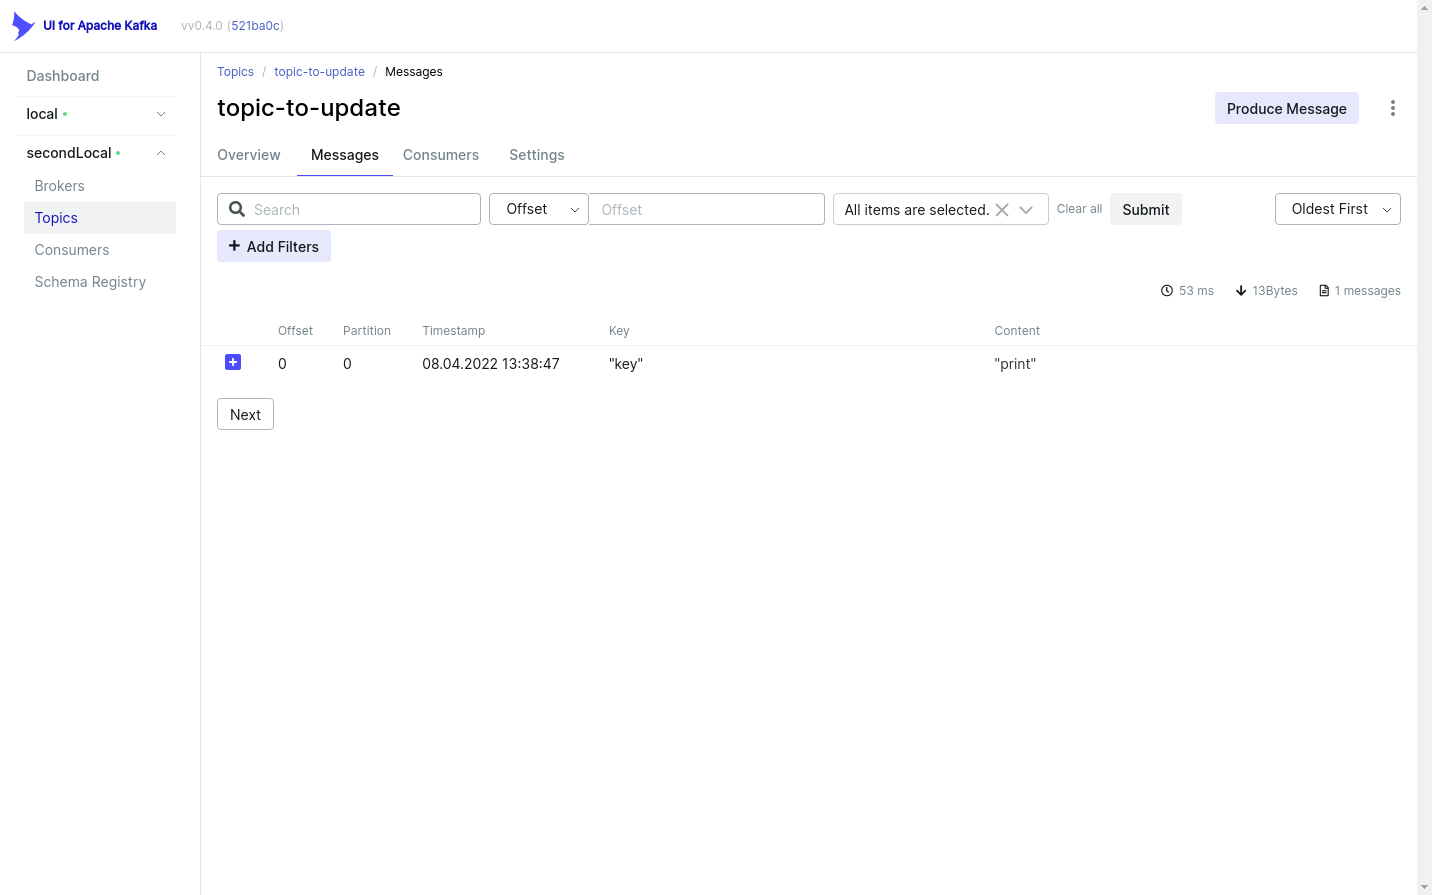 UI for Apache Kafka vv0.4.0 (521ba0c)
Dashboard
local
secondLocal
Brokers
Topics
Consumers
Schema Registry
Topics / topic-to-update / Messages
topic-to-update
Produce Message
Overview Messages Consumers Settings
Search Offset Offset All items are selected. Clear all Submit Oldest First
Add Filters
53 ms 13Bytes 1 messages
Offset Partition Timestamp Key Content
0 0 08.04.2022 13:38:47 "key" "print"
Next